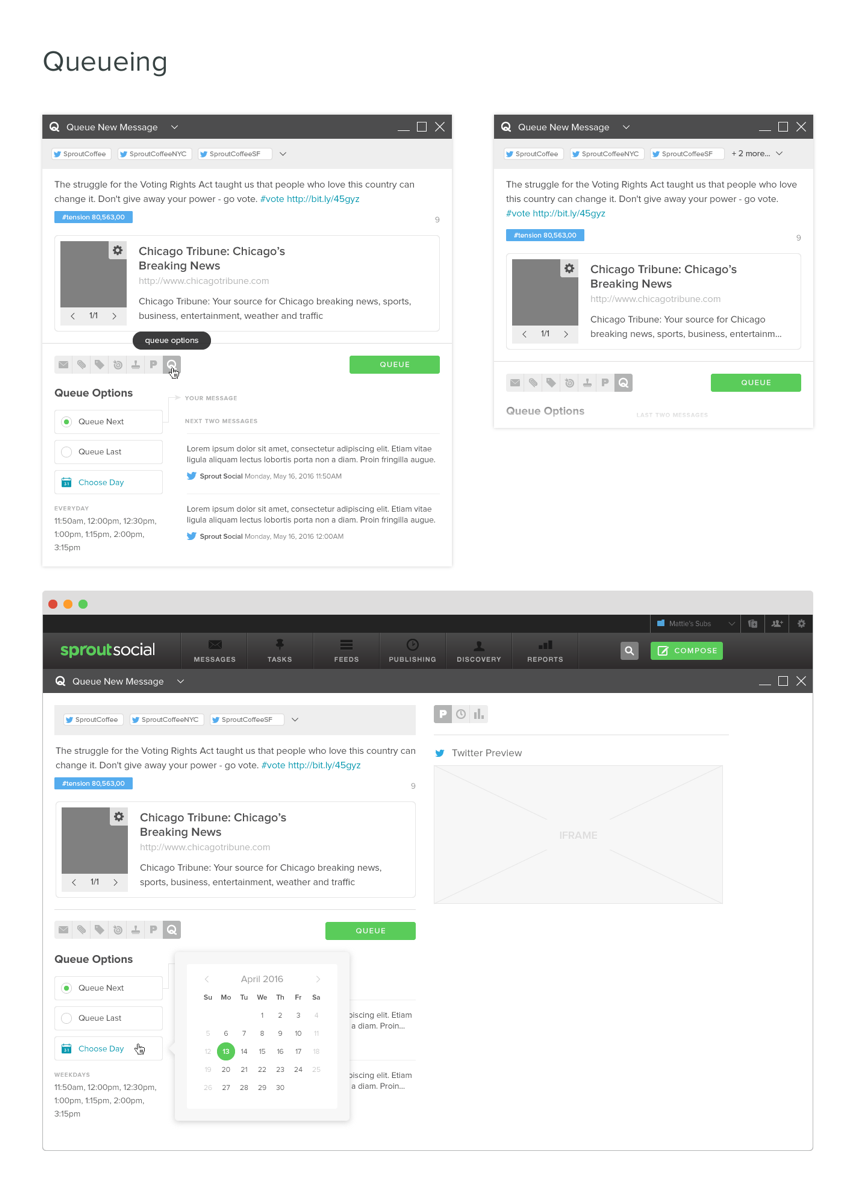 Queueing
Queue New Message
SproutCoffee SproutCoffeeNYC SproutCoffeeSF
The struggle for the Voting Rights Act taught us that people who love this country can
change it. Don't give away your power - go vote. #vote http://bit.ly/45gyz
#tension 80,563,00
9
Chicago Tribune: Chicago's
Breaking News
http://www.chicagotribune.com
Chicago Tribune: Your source for Chicago breaking news, sports,
business, entertainment, weather and traffic
1/1
queue options
P
QUEUE
Queue Options
Queue Next
Queue Last
31
Choose Day
EVERYDAY
11:50am, 12:00pm, 12:30pm,
1:00pm, 1:15pm, 2:00pm,
3:15pm
YOUR MESSAGE
NEXT TWO MESSAGES
Lorem ipsum dolor sit amet, consectetur adipiscing elit. Etiam vitae
ligula aliquam lectus lobortis porta non a diam. Proin fringilla augue.
Sprout Social Monday, May 16, 2016 11:50AM
Lorem ipsum dolor sit amet, consectetur adipiscing elit. Etiam vitae
ligula aliquam lectus lobortis porta non a diam. Proin fringilla augue.
Sprout Social Monday, May 16, 2016 12:00AM
Queue New Message
SproutCoffee SproutCoffeeNYC SproutCoffeeSF + 2 more...
The struggle for the Voting Rights Act taught us that people who love
this country can change it. Don't give away your power - go vote.
#vote http://bit.ly/45gyz
#tension 80,563,00
9
Chicago Tribune: Chicago's
Breaking News
http://www.chicagotribune.com
Chicago Tribune: Your source for Chicago
breaking news, sports, business, entertainm...
1/1
P
QUEUE
Queue Options
LAST TWO MESSAGES
Mattie's Subs
sproutsocial
MESSAGES TASKS FEEDS PUBLISHING DISCOVERY REPORTS
COMPOSE
Queue New Message
SproutCoffee SproutCoffeeNYC SproutCoffeeSF
The struggle for the Voting Rights Act taught us that people who love this country can
change it. Don't give away your power - go vote. #vote http://bit.ly/45gyz
#tension 80,563,00
9
Chicago Tribune: Chicago's
Breaking News
http://www.chicagotribune.com
Chicago Tribune: Your source for Chicago breaking news,
sports, business, entertainment, weather and traffic
1/1
P
QUEUE
Queue Options
Queue Next
Queue Last
31
Choose Day
WEEKDAYS
11:50am, 12:00pm, 12:30pm,
1:00pm, 1:15pm, 2:00pm,
3:15pm
April 2016
Su Mo Tu We Th Fr Sa
1 2 3 4
5 6 7 8 9 10 11
12 13 14 15 16 17 18
19 20 21 22 23 24 25
26 27 28 29 30
piscing elit. Etiam
a diam. Proin...
piscing elit. Etiam
a diam. Proin...
P
Twitter Preview
IFRAME